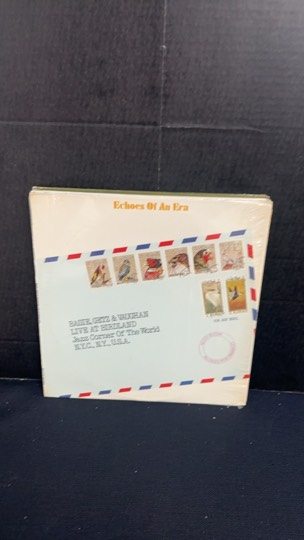 Echoes Of An Era
BASIE, GETZ & VAUGHAN
LIVE AT BIRDLAND
Jazz Corner Of The World
N.Y.C., N.Y., U.S.A.